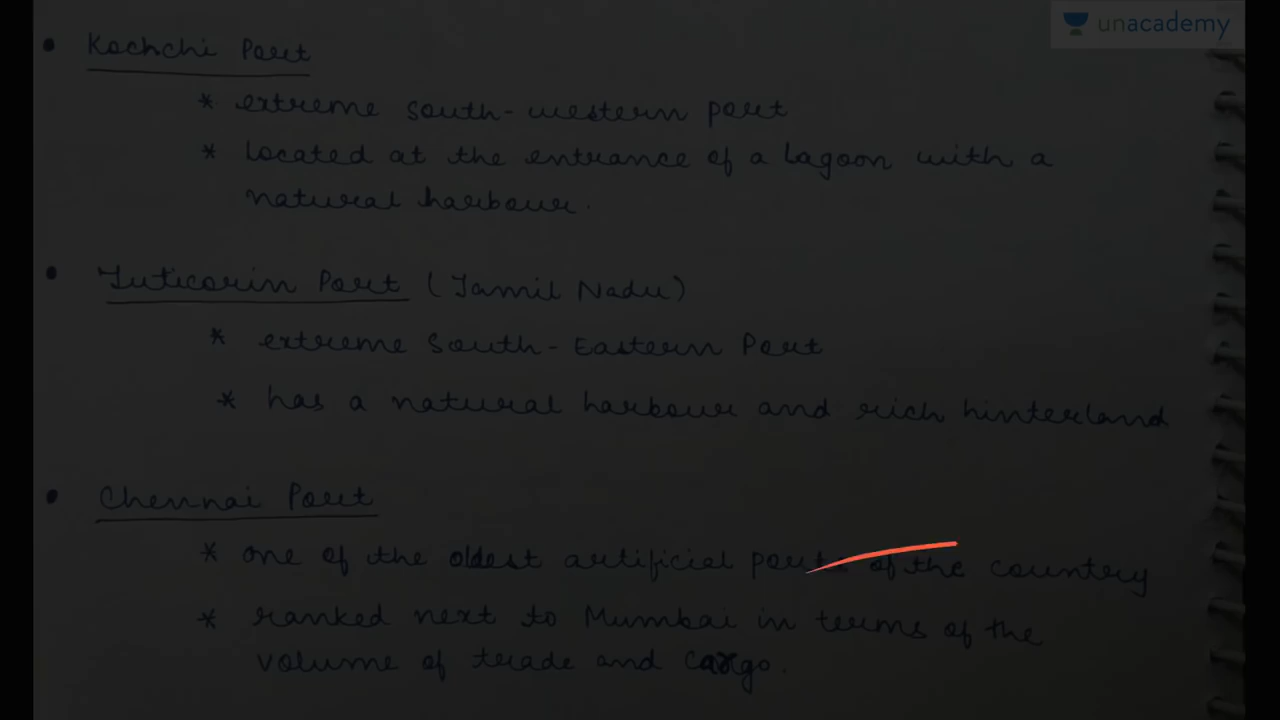 unacademy
• Kochchi Port
* extreme south-western port
* located at the entrance of a lagoon with a
natural harbour.
• Tuticorin Port (Tamil Nadu)
* extreme South-Eastern Port
* has a natural harbour and rich hinterland
• Chennai Port
* one of the oldest artificial ports of the country
* ranked next to Mumbai in terms of the
volume of trade and cargo.